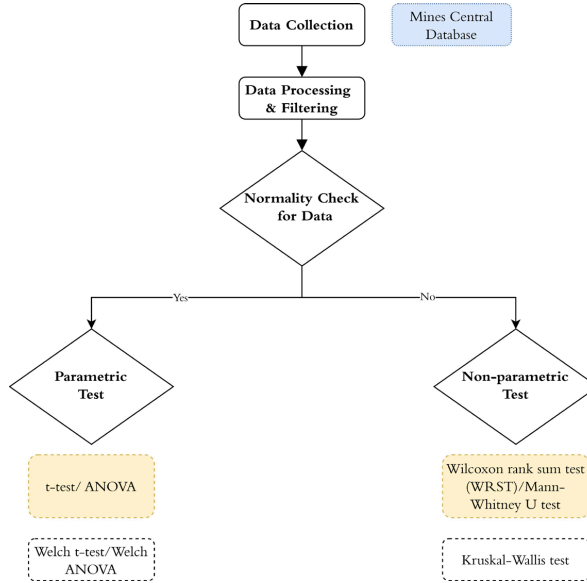 Data Collection
Mines Central
Database
Data Processing
& Filtering
Normality Check
for Data
Yes
No
Parametric
Test
Non-parametric
Test
t-test/ ANOVA
Wilcoxon rank sum test
(WRST)/Mann-
Whitney U test
Welch t-test/Welch
ANOVA
Kruskal-Wallis test